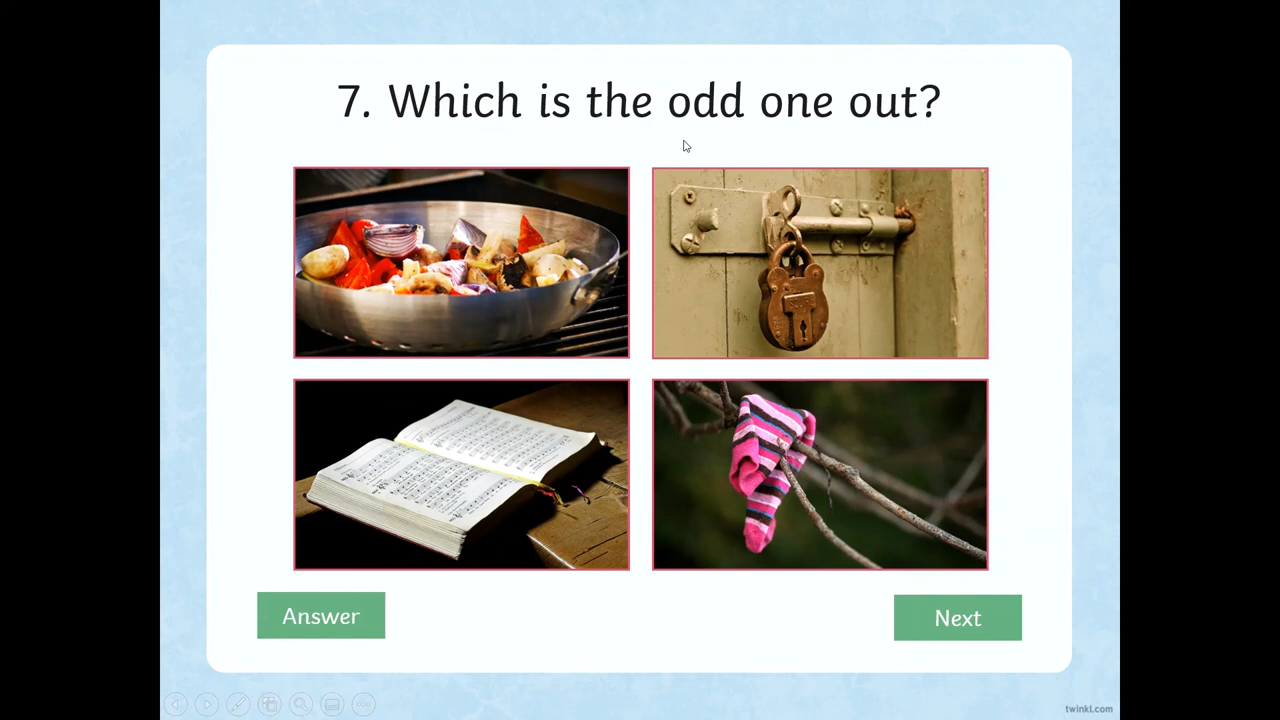 7. Which is the odd one out?
Answer
Next
twinkl.com